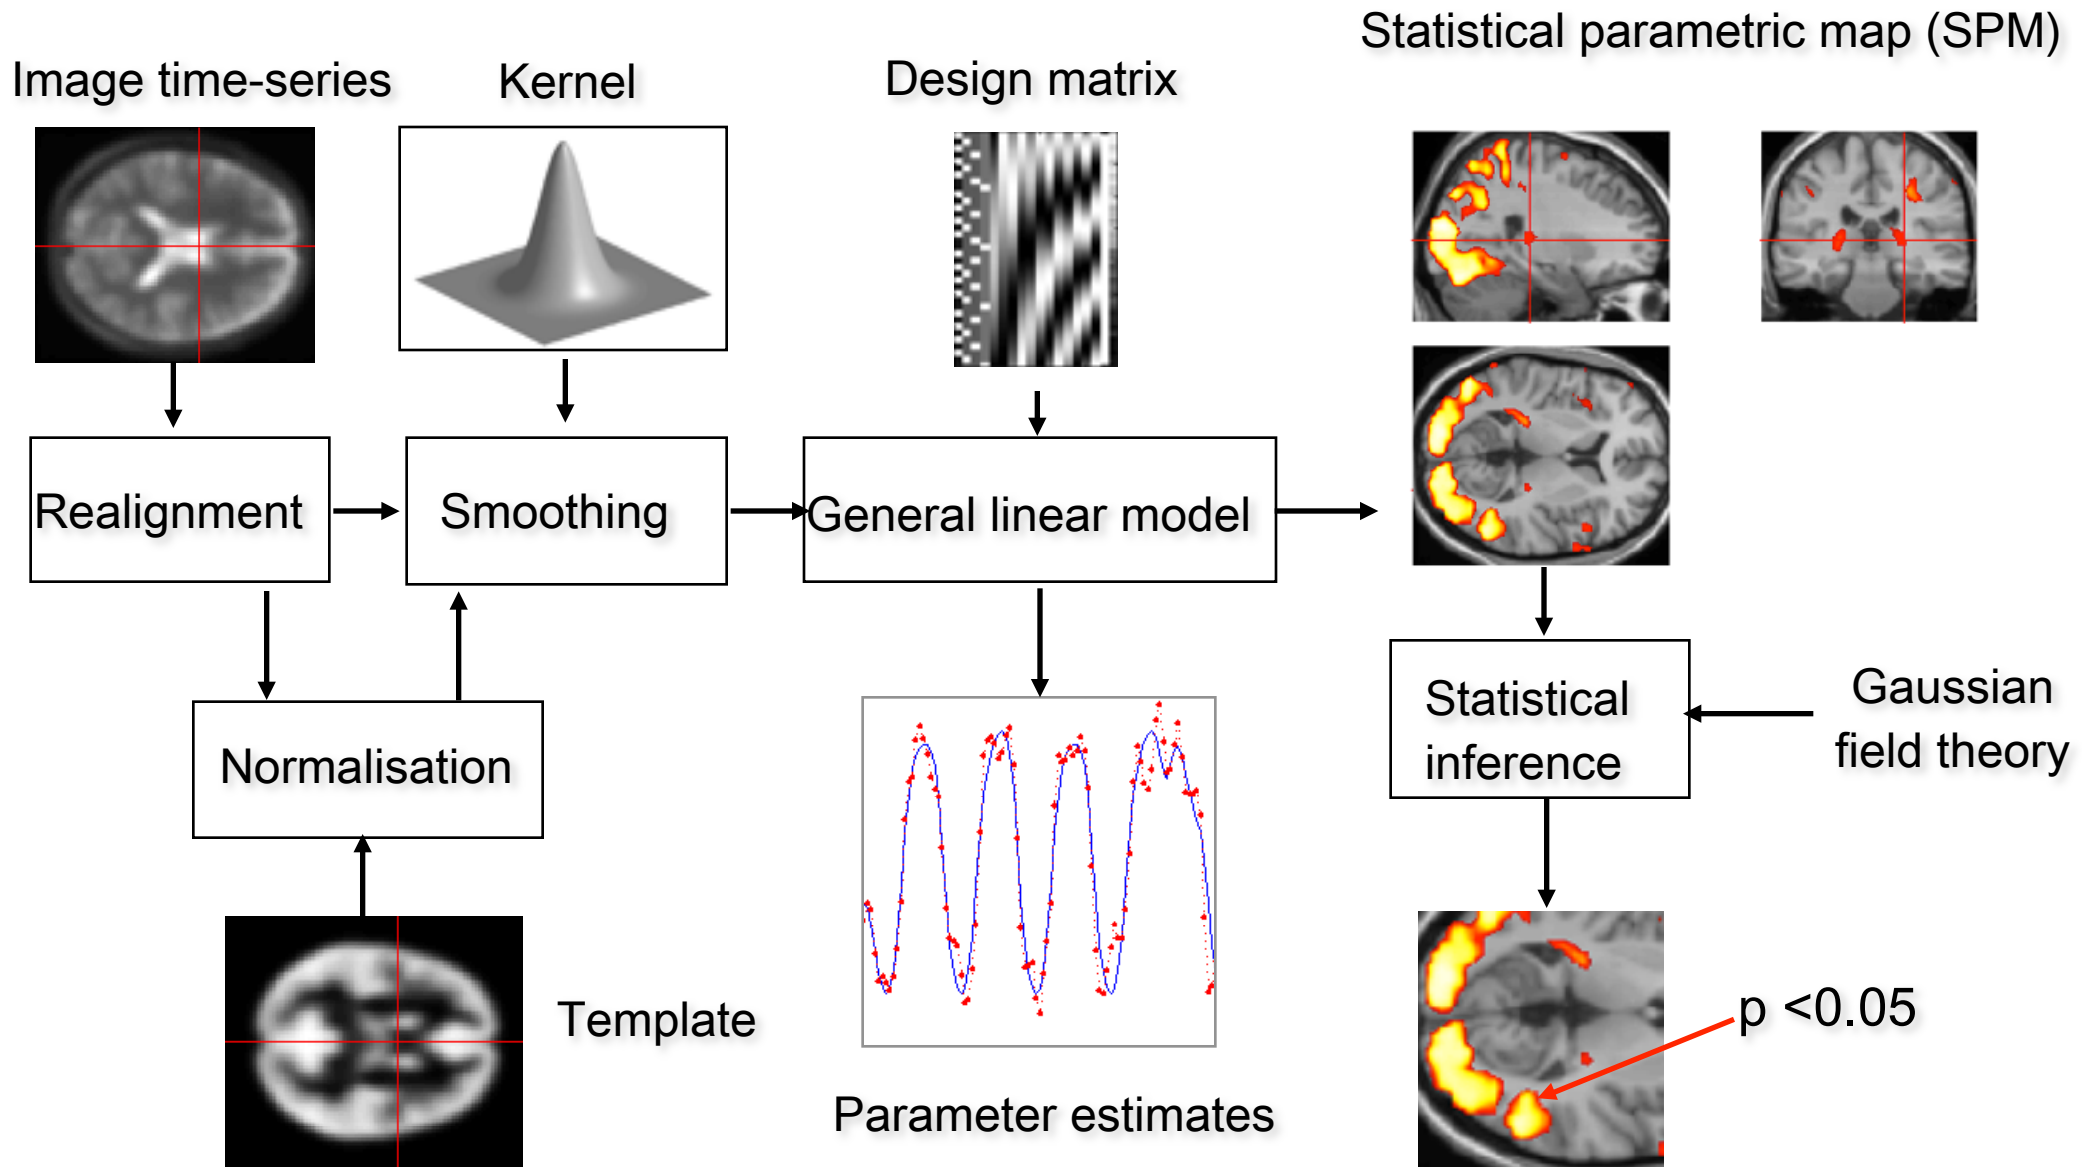 Statistical parametric map (SPM)
Image time-series
Kernel
Design matrix
Realignment
Smoothing
General linear model
Normalisation
Statistical
inference
Gaussian
field theory
Template
p <0.05
Parameter estimates